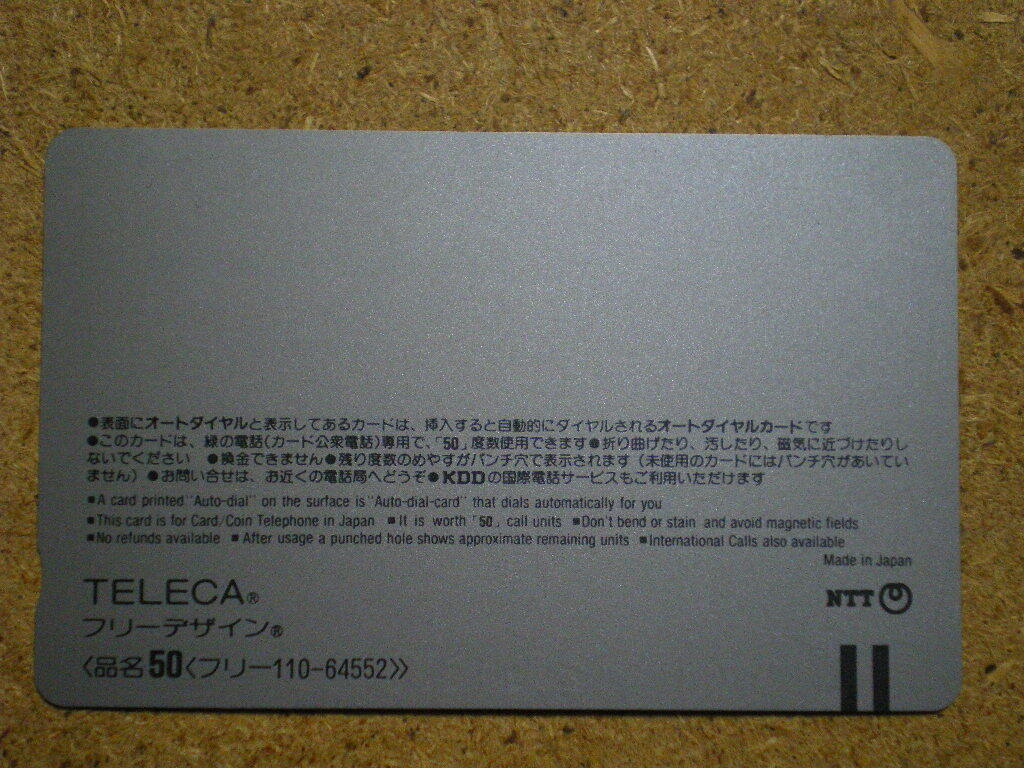 ●表面にオートダイヤルと表示してあるカードは、挿入すると自動的にダイヤルされるオートダイヤルカードです
●このカードは、緑の電話(カード公衆電話)専用で、「50」度数使用できます●折り曲げたり、汚したり、磁気に近づけたりし
ないでください ●換金できません●残り度数のめやすがパンチ穴で表示されます(未使用のカードにはパンチ穴があいてい
ません)●お問い合せは、お近くの電話局へどうぞ●KDDの国際電話サービスもご利用いただけます
■A card printed "Auto-dial" on the surface is "Auto-dial-card" that dials automatically for you
■This card is for Card/Coin Telephone in Japan ■It is worth「50」call units ■Don't bend or stain and avoid magnetic fields
■No refunds available ■After usage a punched hole shows approximate remaining units ■International Calls also available
Made in Japan
TELECA®
NTT
フリーデザイン®
〈品名50〈フリー110-64552〉〉